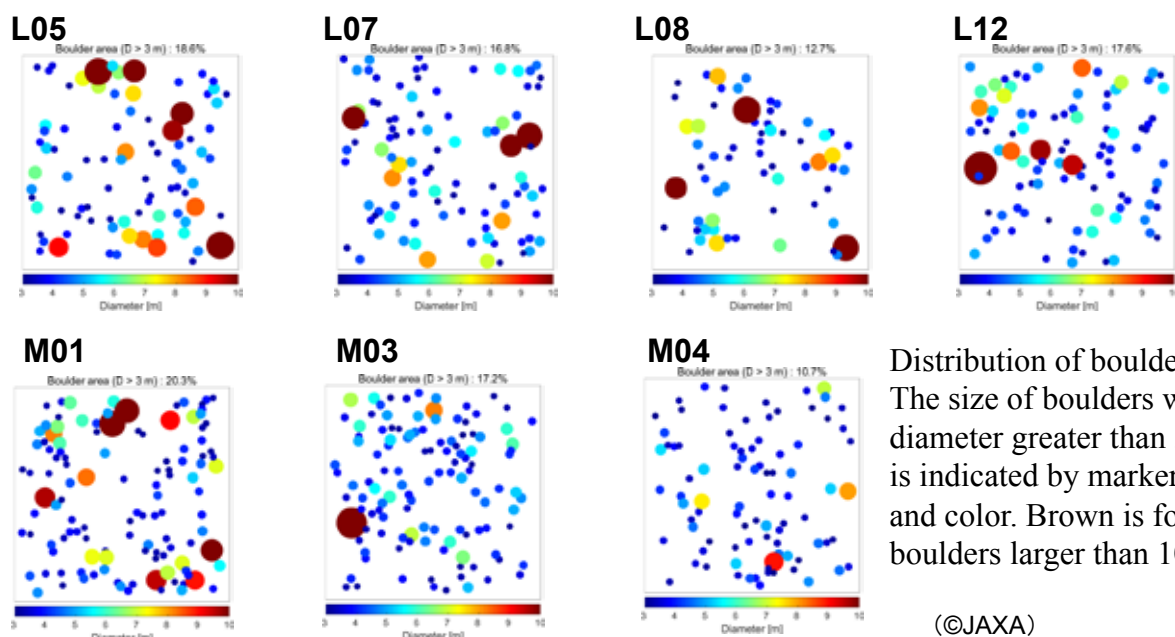 L05
Boulder area (D > 3 m) : 18.6%
3 4 5 6 7 8 9 10
Diameter [m]
L07
Boulder area (D > 3 m) : 16.8%
3 4 5 6 7 8 9 10
Diameter [m]
L08
Boulder area (D > 3 m) : 12.7%
3 4 5 6 7 8 9 10
Diameter [m]
L12
Boulder area (D > 3 m) : 17.6%
3 4 5 6 7 8 9 10
Diameter [m]
M01
Boulder area (D > 3 m) : 20.3%
3 4 5 6 7 8 9 10
Diameter [m]
M03
Boulder area (D > 3 m) : 17.2%
3 4 5 6 7 8 9 10
Diameter [m]
M04
Boulder area (D > 3 m) : 10.7%
3 4 5 6 7 8 9 10
Diameter [m]
Distribution of boulde
The size of boulders w
diameter greater than
is indicated by marker
and color. Brown is fo
boulders larger than 1
(©JAXA)